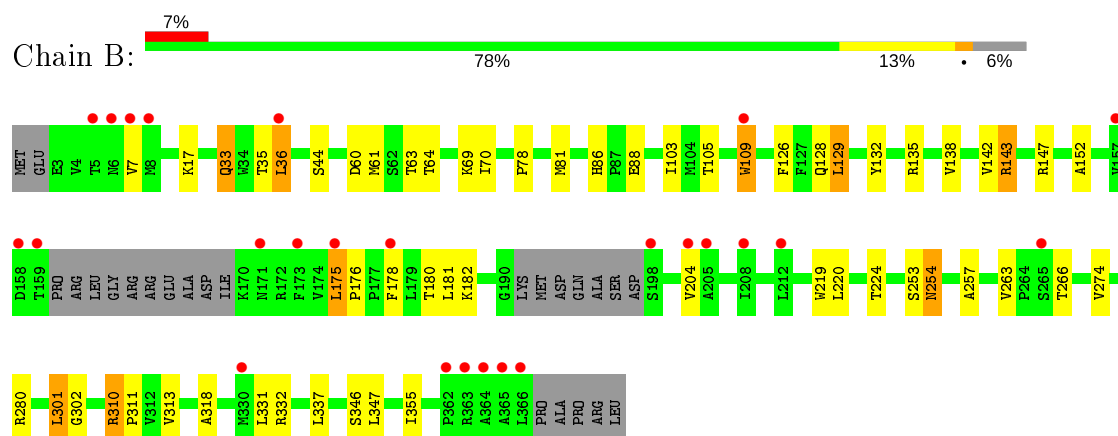 7%
Chain B:
78% 13% • 6%
MET GLU E3 V4 T5 N6 V7 M8 K17 Q33 W34 T35 L36 S44 D60 M61 S62 T63 T64 K69 I70 P78 M81 H86 P87 E88 I103 M104 T105 W109 F126 F127 Q128 L129 Y132 R135 V138 V142 R143 R147 A152 V157
D158 T159 PRO ARG LEU GLY ARG ARG GLU ALA ASP ILE K170 N171 R172 F173 V174 L175 P176 P177 F178 L179 T180 L181 K182 G190 LYS MET ASP GLN ALA SER ASP S198 V204 A205 I208 L212 W219 L220 T224 S253 N254 A257 V263 P264 S265 T266 V274
R280 L301 G302 R310 P311 V312 V313 A318 M330 L331 R332 L337 S346 L347 I355 P362 R363 A364 A365 L366 PRO ALA PRO ARG LEU